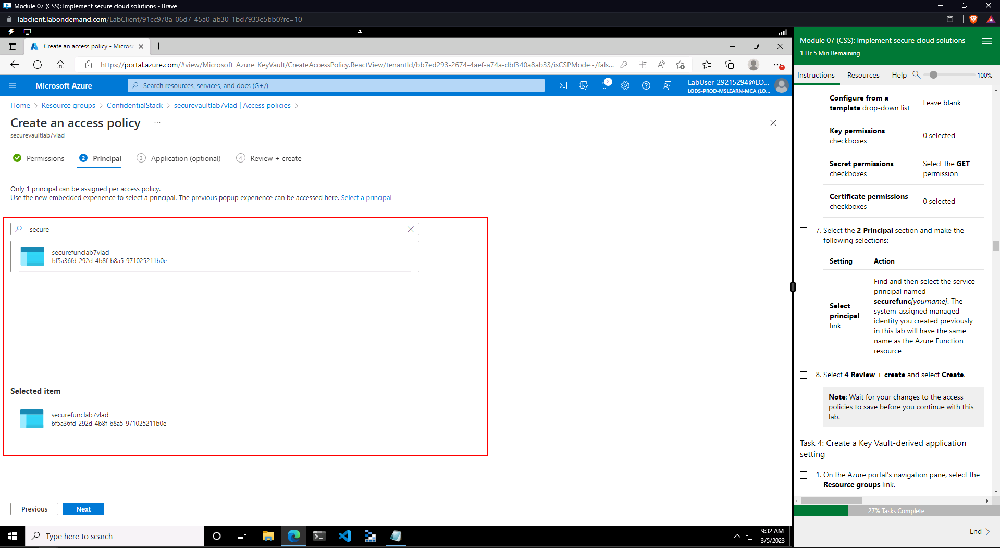 Module 07 (CSS): Implement secure cloud solutions - Brave
labclient.labondemand.com/LabClient/91cc978a-06d7-45a0-ab30-1bd7933e5bb0?rc=10
Create an access policy - Micros
https://portal.azure.com/#view/Microsoft_Azure_KeyVault/CreateAccessPolicy.ReactView/tenantId/bb7ed293-2674-4aef-a74a-dbf340a8ab33/isCSPMode~/fals...
Microsoft Azure
Search resources, services, and docs (G+/)
2
LabUser-29215294@LO...
LODS-PROD-MSLEARN-MCA (LO...
Home > Resource groups > ConfidentialStack > securevaultlab7vlad | Access policies >
Create an access policy ...
securevaultlab7vlad
Permissions
2 Principal
3 Application (optional)
4 Review + create
Only 1 principal can be assigned per access policy.
Use the new embedded experience to select a principal. The previous popup experience can be accessed here. Select a principal
secure
securefunclab7vlad
bf5a36fd-292d-4b8f-b8a5-971025211b0e
Selected item
securefunclab7vlad
bf5a36fd-292d-4b8f-b8a5-971025211b0e
Previous
Next
Type here to search
9:32 AM
3/5/2023
Module 07 (CSS): Implement secure cloud solutions
1 Hr 5 Min Remaining
Instructions
Resources
Help
100%
Configure from a
template drop-down list
Leave blank
Key permissions
checkboxes
0 selected
Secret permissions
checkboxes
Select the GET
permission
Certificate permissions
checkboxes
0 selected
7. Select the 2 Principal section and make the
following selections:
Setting
Action
Select
principal
link
Find and then select the service
principal named
securefunc[yourname]. The
system-assigned managed
identity you created previously
in this lab will have the same
name as the Azure Function
resource
8. Select 4 Review + create and select Create.
Note: Wait for your changes to the access
policies to save before you continue with this
lab.
Task 4: Create a Key Vault-derived application
setting
1. On the Azure portal's navigation pane, select the
Resource groups link.
27% Tasks Complete
End >